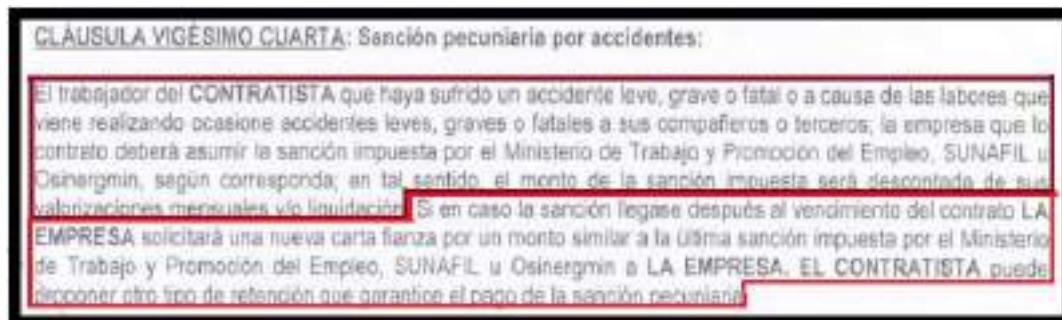 CLÁUSULA VIGÉSIMO CUARTA: Sanción pecuniaria por accidentes:
El trabajador del CONTRATISTA que haya sufrido un accidente leve, grave o fatal o a causa de las labores que
viene realizando ocasione accidentes leves, graves o fatales a sus compañeros o terceros; la empresa que lo
contrato deberá asumir la sanción impuesta por el Ministerio de Trabajo y Promoción del Empleo, SUNAFIL u
Osinergmin, según corresponda; en tal sentido, el monto de la sanción impuesta será descontada de sus
valorizaciones mensuales y/o liquidación. Si en caso la sanción llegase después al vencimiento del contrato LA
EMPRESA solicitará una nueva carta fianza por un monto similar a la última sanción impuesta por el Ministerio
de Trabajo y Promoción del Empleo, SUNAFIL u Osinergmin a LA EMPRESA. EL CONTRATISTA puede
proponer otro tipo de retención que garantice el pago de la sanción pecuniaria.